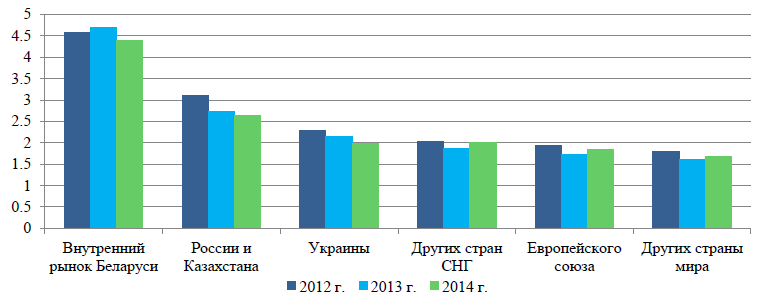 5
4.5
4
3.5
3
2.5
2
1.5
1
0.5
0
Внутренний
рынок Беларуси
России и
Казахстана
Украины
Других стран
СНГ
Европейского
союза
Других страны
мира
2012 г.
2013 г.
2014 г.